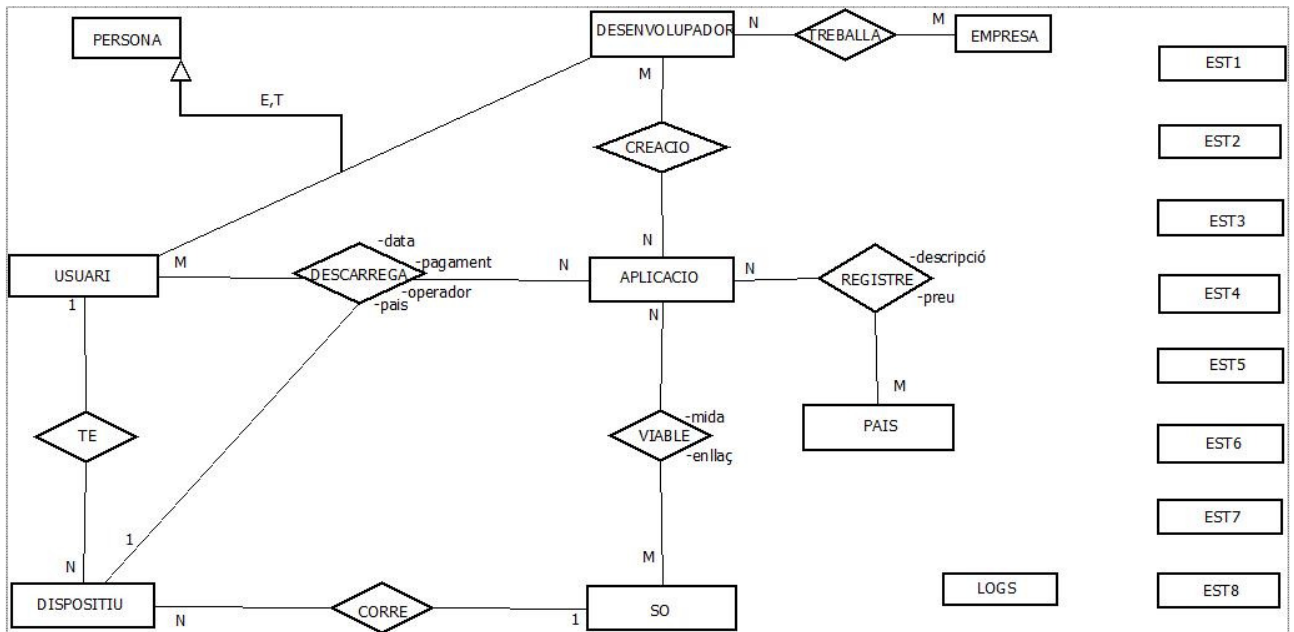 PERSONA
DESENVOLUPADOR
N
TREBALLA
M
EMPRESA
EST1
M
E,T
EST2
CREACIO
EST3
N
USUARI
M
DESCARREGA
-data
-pagament
-operador
-pais
N
APLICACIO
N
REGISTRE
-descripció
-preu
EST4
1
N
EST5
M
PAIS
TE
VIABLE
-mida
-enllaç
EST6
EST7
1
N
M
DISPOSITIU
N
CORRE
1
SO
LOGS
EST8